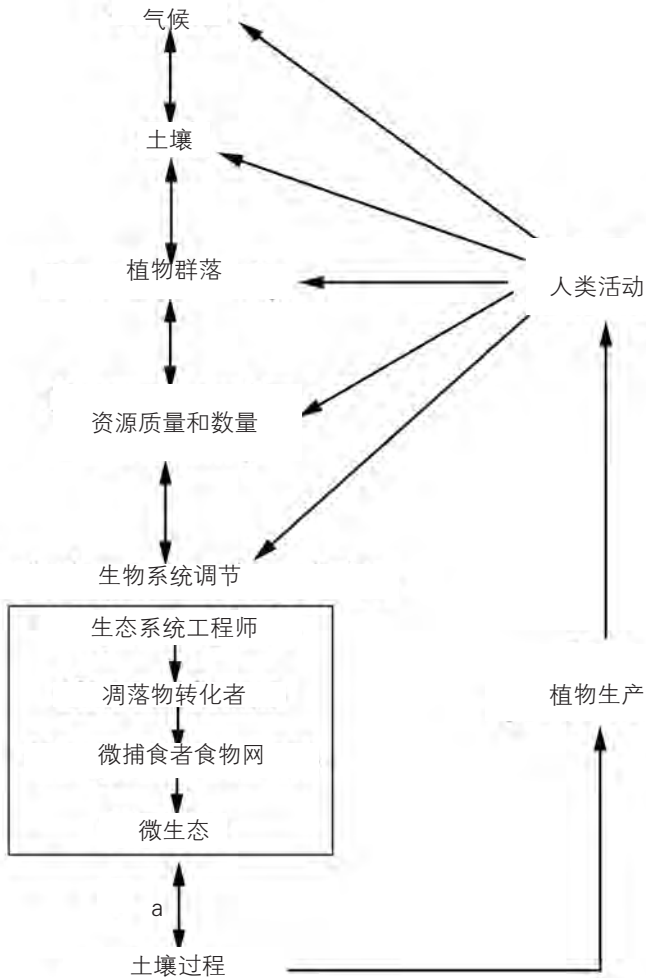 气候
土壤
植物群落
人类活动
资源质量和数量
生物系统调节
生态系统工程师
凋落物转化者
植物生产
微捕食者食物网
微生态
a
土壤过程